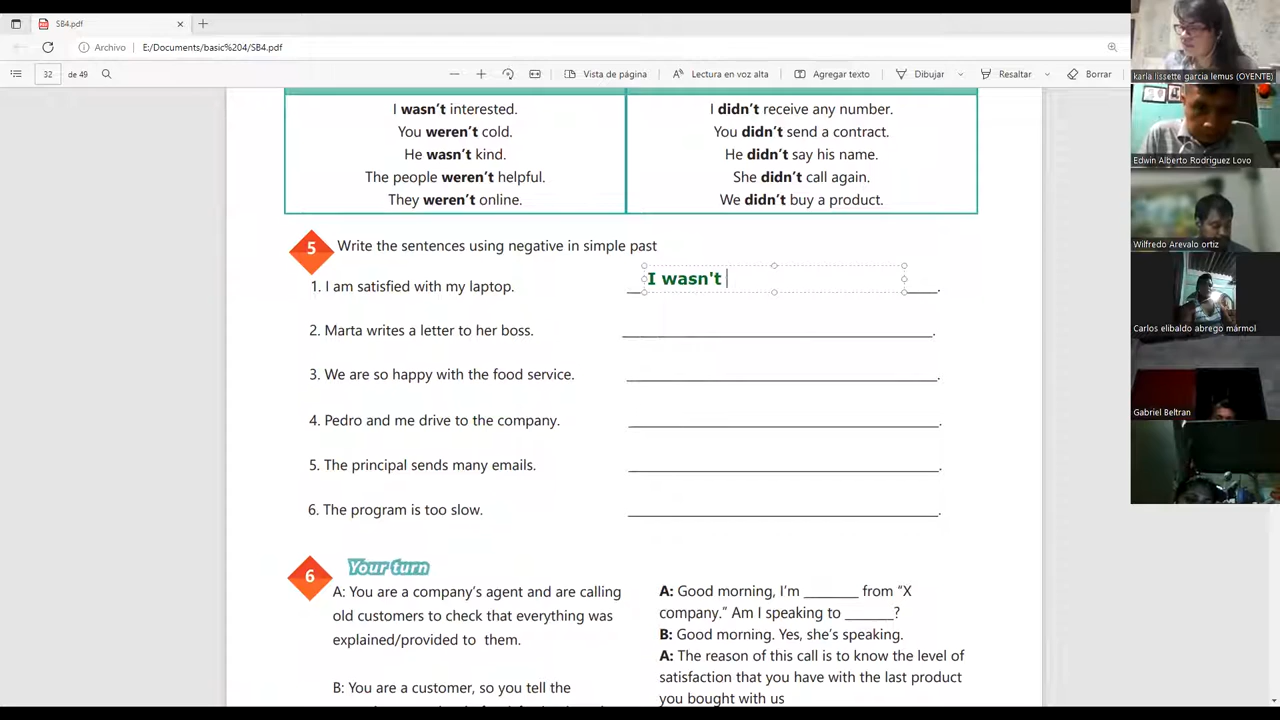 SB4.pdf
Archivo
E:/Documents/basic%204/SB4.pdf
32
de 49
Vista de página
Lectura en voz alta
Agregar texto
Dibujar
Resaltar
Borrar
I wasn't interested.
You weren't cold.
He wasn't kind.
The people weren't helpful.
They weren't online.
I didn't receive any number.
You didn't send a contract.
He didn't say his name.
She didn't call again.
We didn't buy a product.
5 Write the sentences using negative in simple past
1. I am satisfied with my laptop. I wasn't
2. Marta writes a letter to her boss. ____.
3. We are so happy with the food service. ____.
4. Pedro and me drive to the company. ____.
5. The principal sends many emails. ____.
6. The program is too slow. ____.
6 Your turn
A: You are a company's agent and are calling
old customers to check that everything was
explained/provided to them.
B: You are a customer, so you tell the
A: Good morning, I'm ________ from "X
company." Am I speaking to _______?
B: Good morning. Yes, she's speaking.
A: The reason of this call is to know the level of
satisfaction that you have with the last product
you bought with us
karla lissette garcia lemus (OYENTE)
Edwin Alberto Rodriguez Lovo
Wilfredo Arevalo ortiz
Carlos elibaldo abrego mármol
Gabriel Beltran